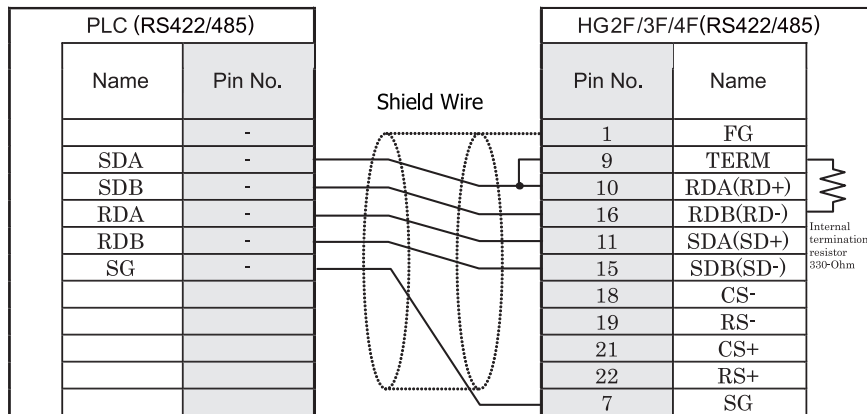 PLC (RS422/485) HG2F/3F/4F(RS422/485)
Name Pin No. Pin No. Name
Shield Wire
- 1 FG
SDA - 9 TERM
SDB - 10 RDA(RD+)
RDA - 16 RDB(RD-)
RDB - 11 SDA(SD+)
SG - 15 SDB(SD-)
18 CS-
19 RS-
21 CS+
22 RS+
7 SG
Internal
termination
resistor
330-Ohm